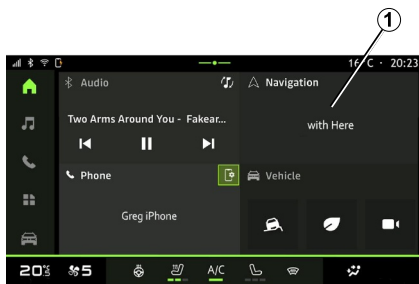 1
16 °C · 20:23
Audio
Navigation
Two Arms Around You - Fakear...
with Here
Phone
Vehicle
Greg iPhone
20°
5
A/C